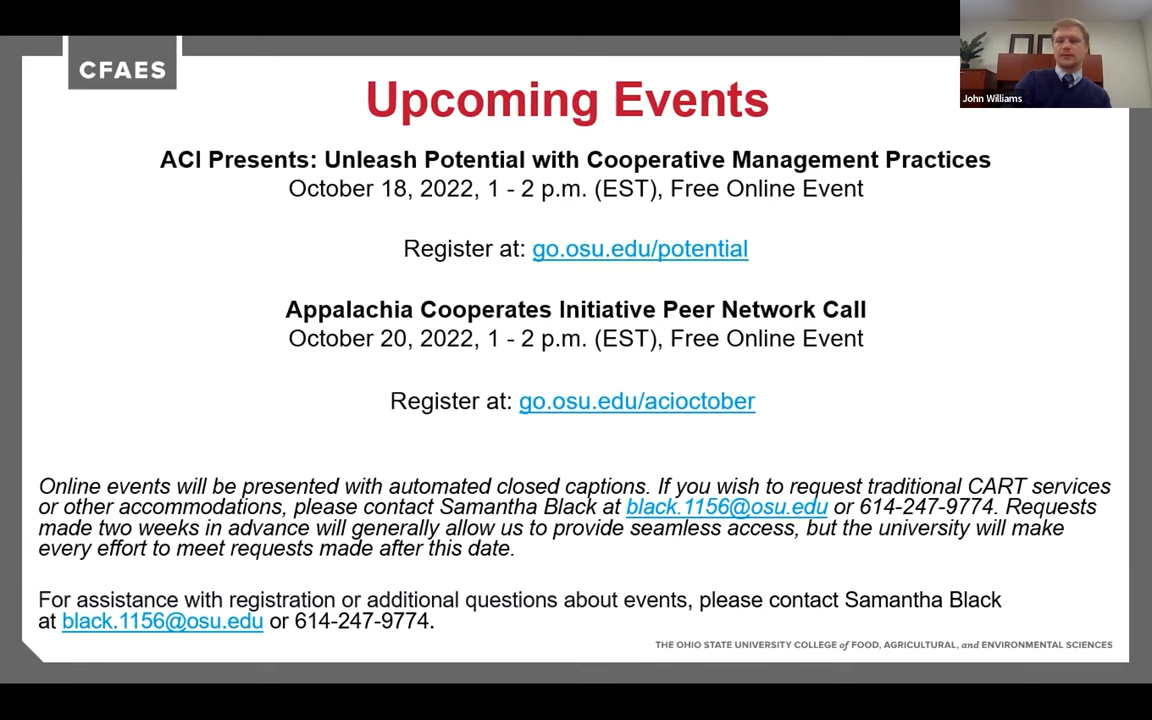 CFAES
John Williams
Upcoming Events
ACI Presents: Unleash Potential with Cooperative Management Practices
October 18, 2022, 1 - 2 p.m. (EST), Free Online Event
Register at: go.osu.edu/potential
Appalachia Cooperates Initiative Peer Network Call
October 20, 2022, 1 - 2 p.m. (EST), Free Online Event
Register at: go.osu.edu/acioctober
Online events will be presented with automated closed captions. If you wish to request traditional CART services
or other accommodations, please contact Samantha Black at black.1156@osu.edu or 614-247-9774. Requests
made two weeks in advance will generally allow us to provide seamless access, but the university will make
every effort to meet requests made after this date.
For assistance with registration or additional questions about events, please contact Samantha Black
at black.1156@osu.edu or 614-247-9774.
THE OHIO STATE UNIVERSITY COLLEGE of FOOD, AGRICULTURAL, and ENVIRONMENTAL SCIENCES